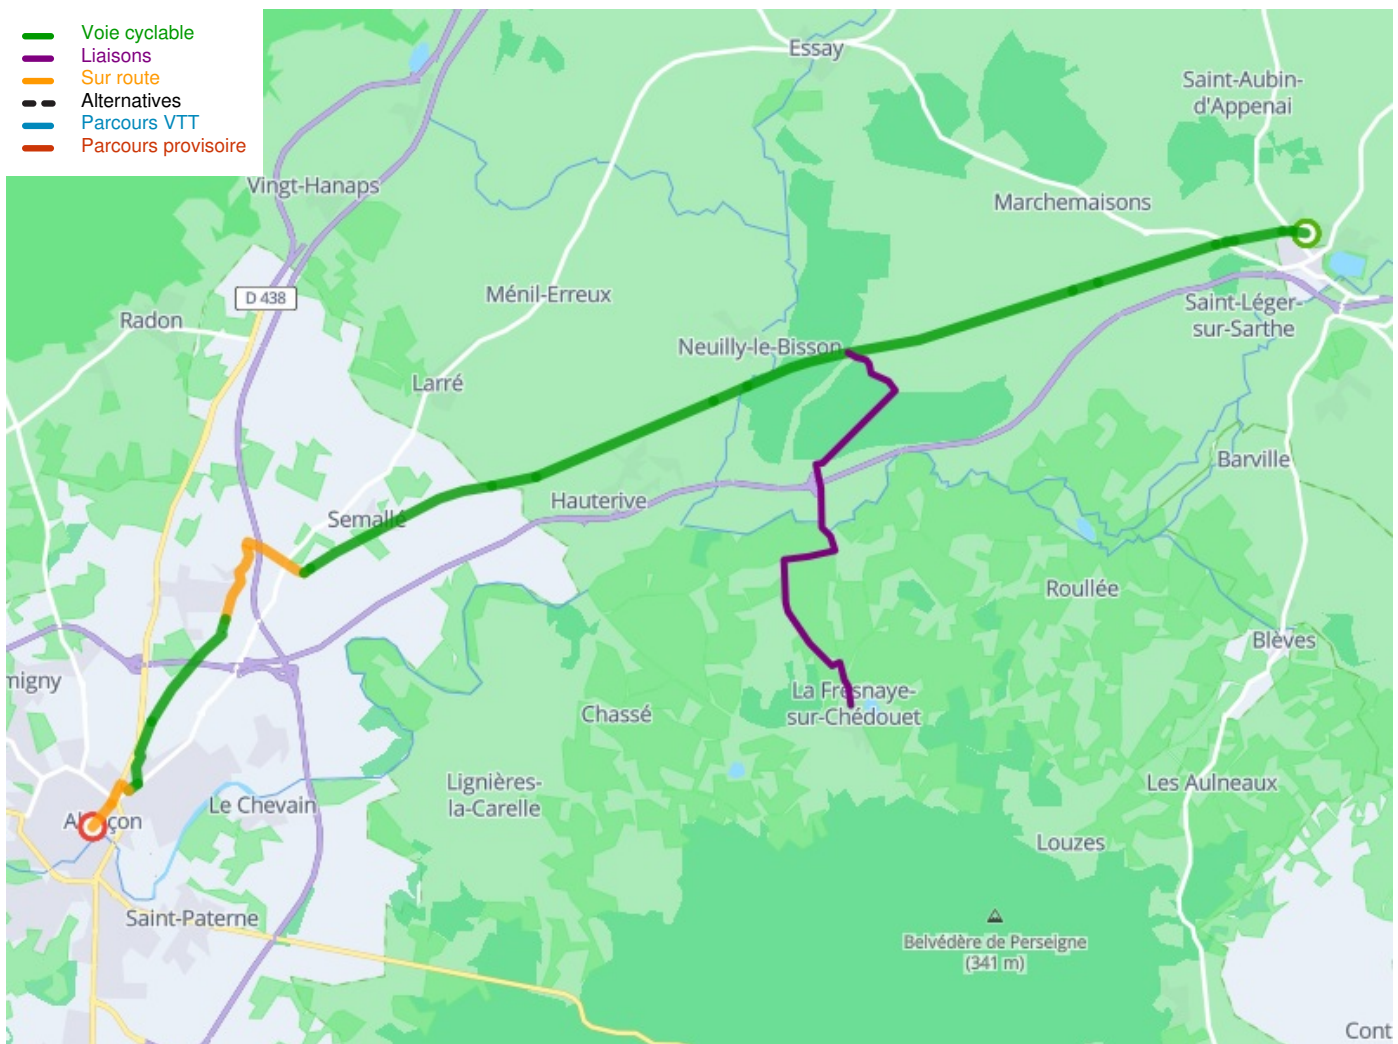 Voie cyclable
Liaisons
Sur route
Alternatives
Parcours VTT
Parcours provisoire
Essay
Saint-Aubin-
d'Appenai
Vingt-Hanaps
Marchemaisons
D 438
Ménil-Erreux
Radon
Saint-Léger-
sur-Sarthe
Neuilly-le-Bisson
Larré
Barville
Hauterive
Semallé
Roullée
Blèves
migny
La Fresnaye-
sur-Chédouet
Chassé
Lignières-
la-Carelle
Les Aulneaux
Le Chevain
Alençon
Louzes
Saint-Paterne
Belvédère de Perseigne
(341 m)
Cont